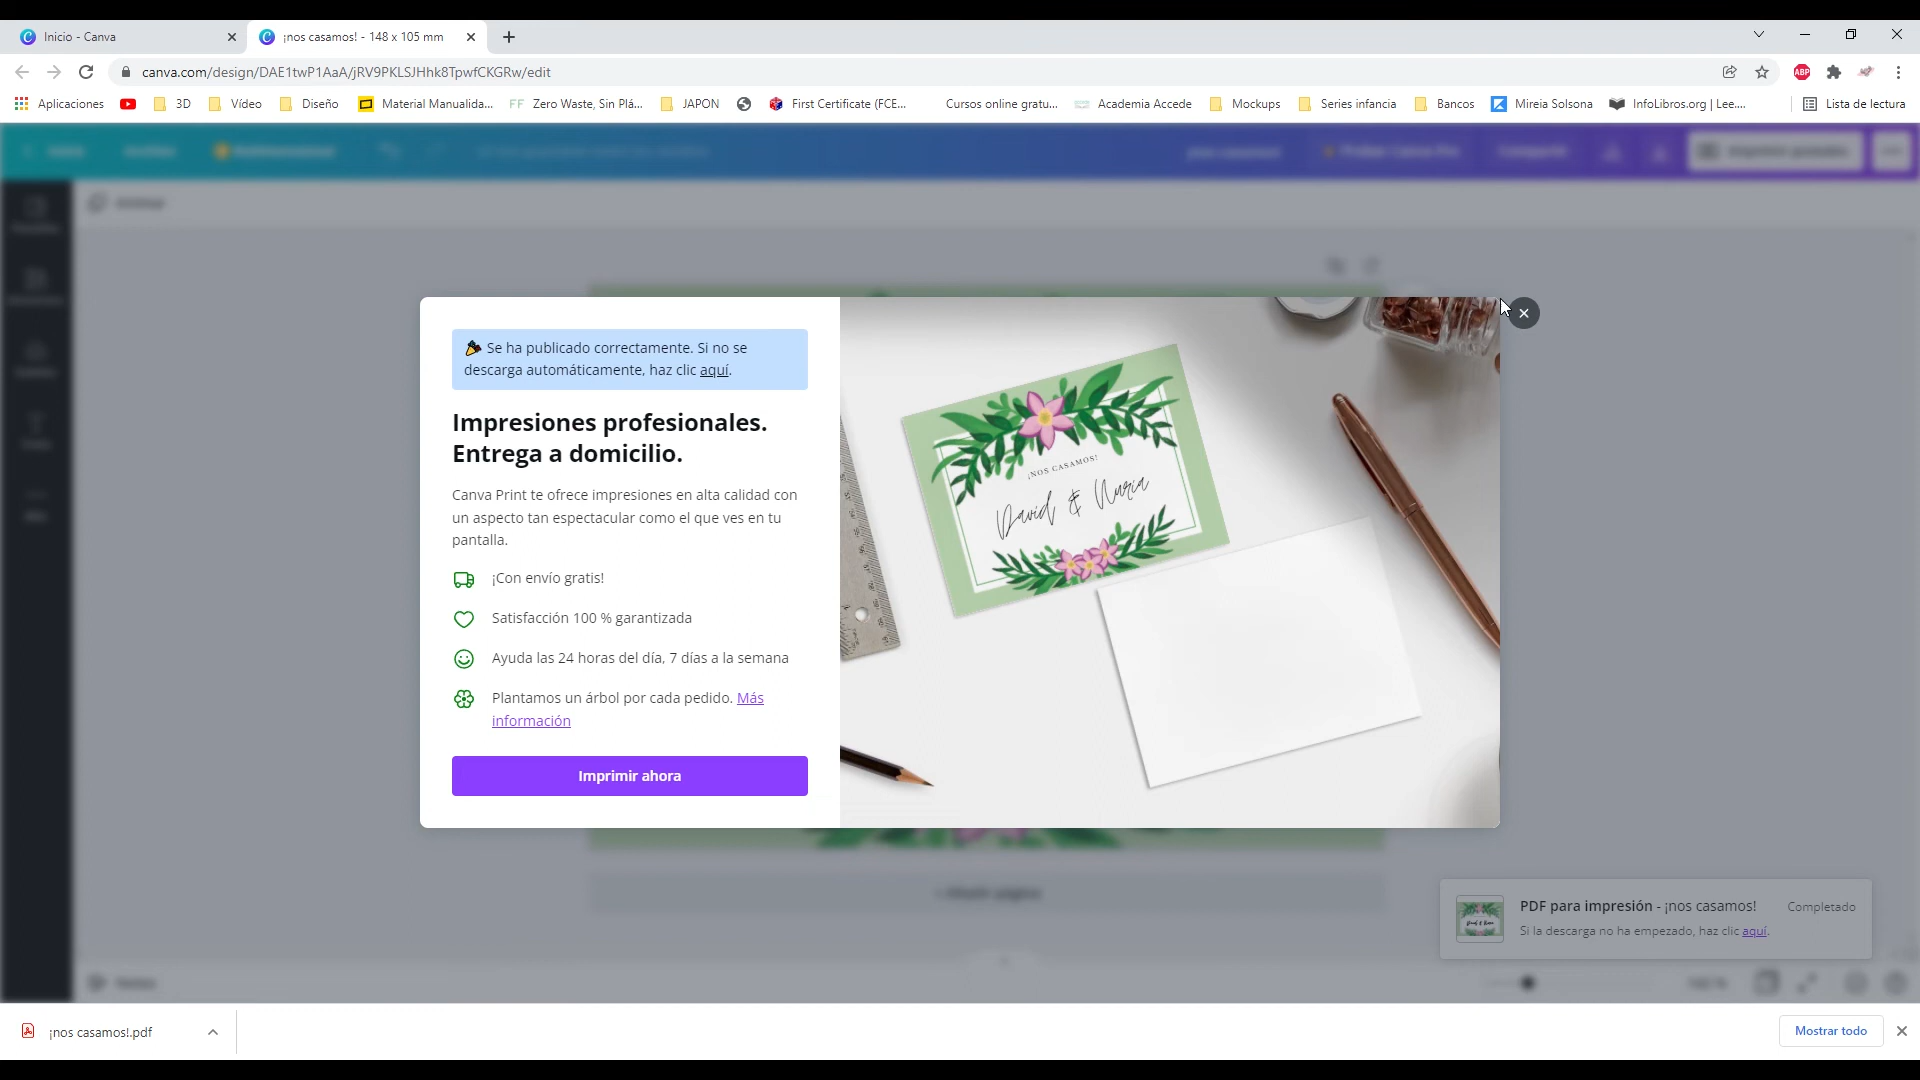 Inicio - Canva
¡nos casamos! - 148 x 105 mm
canva.com/design/DAE1twP1AaA/jRV9PKLSJHhk8TpwfCKGRw/edit
ABP
Aplicaciones
3D
Vídeo
Diseño
Material Manualida...
FF Zero Waste, Sin Plá...
JAPON
First Certificate (FCE...
Cursos online gratu...
Academia Accede
Mockups
Series infancia
Bancos
Mireia Solsona
InfoLibros.org | Lee....
Lista de lectura
Se ha publicado correctamente. Si no se
descarga automáticamente, haz clic aquí.
Impresiones profesionales.
Entrega a domicilio.
Canva Print te ofrece impresiones en alta calidad con
un aspecto tan espectacular como el que ves en tu
pantalla.
¡Con envío gratis!
Satisfacción 100 % garantizada
Ayuda las 24 horas del día, 7 días a la semana
Plantamos un árbol por cada pedido. Más
información
Imprimir ahora
¡NOS CASAMOS!
David & Nuria
PDF para impresión - ¡nos casamos!
Completado
Si la descarga no ha empezado, haz clic aquí.
¡nos casamos!.pdf
Mostrar todo